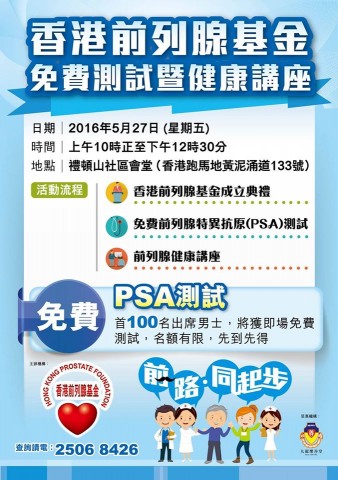 香港前列腺基金
免費測試暨健康講座
日期｜2016年5月27日 (星期五)
時間｜上午10時正至下午12時30分
地點｜禮頓山社區會堂（香港跑馬地黃泥涌道133號）
活動流程
香港前列腺基金成立典禮
免費前列腺特異抗原(PSA)測試
前列腺健康講座
免費
PSA測試
首100名出席男士，將獲即場免費
測試，名額有限，先到先得
主辦機構：
HONG KONG PROSTATE FOUNDATION
香港前列腺基金
查詢請電：2506 8426
前路·同起步